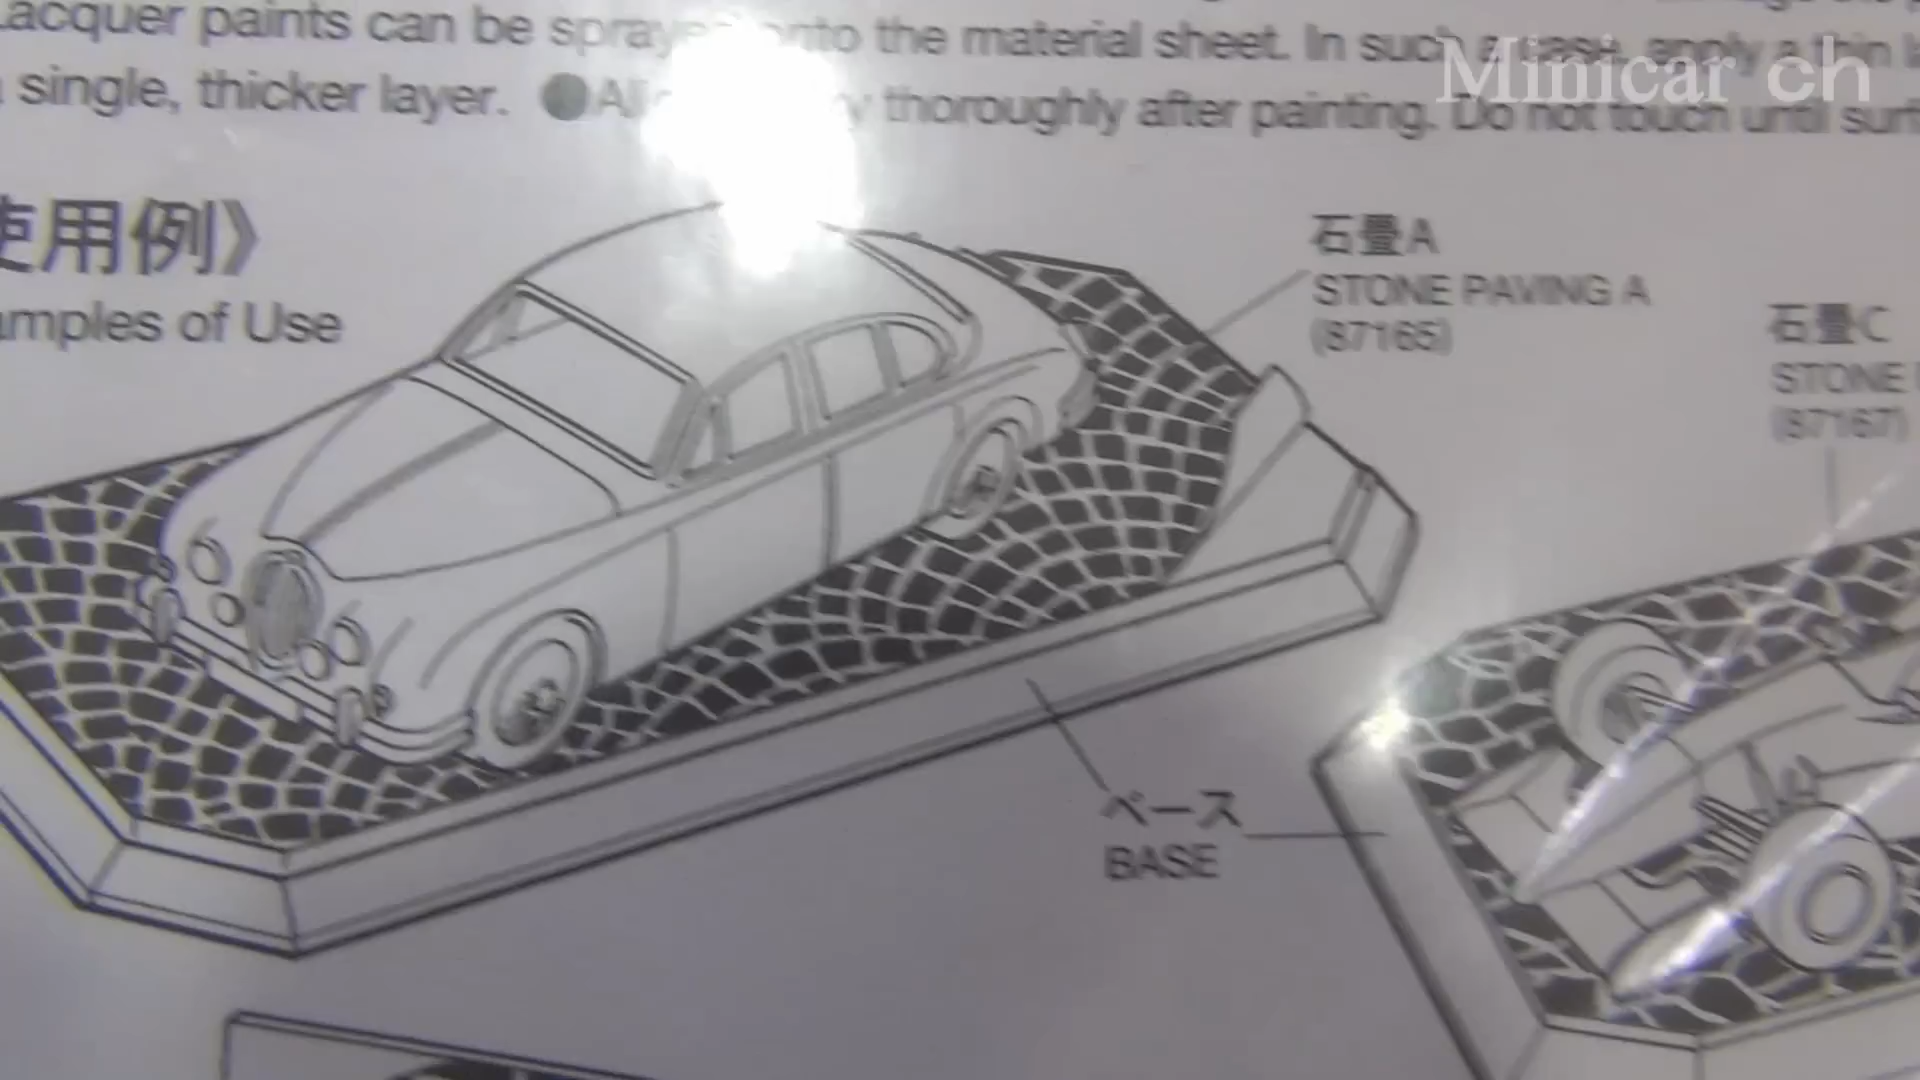 Lacquer paints can be sprayed onto the material sheet. In such a case, apply a thin
single, thicker layer. ●Al thoroughly after painting. Do not touch until
Minicar ch
使用例》
amples of Use
石畳A
STONE PAVING A
(87165)
石畳C
STONE
(87167)
ベース
BASE